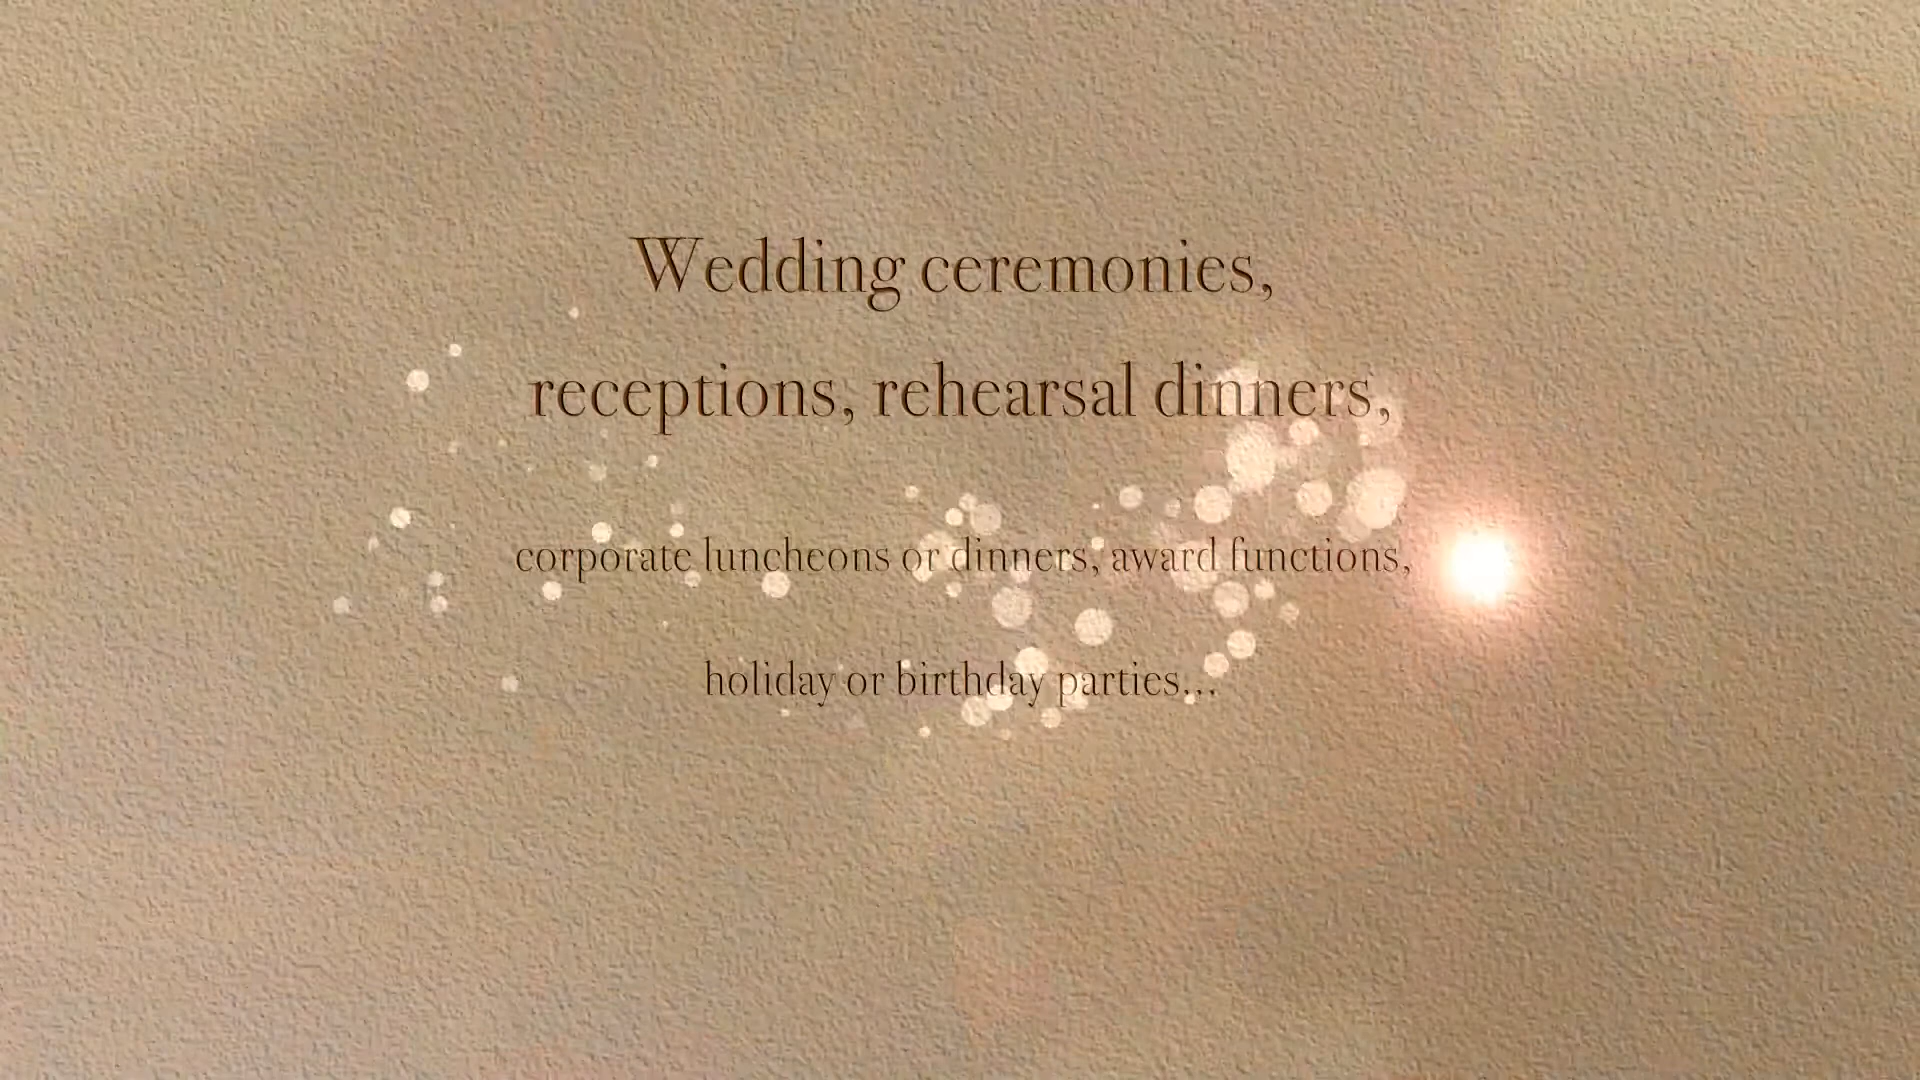 Wedding ceremonies,
receptions, rehearsal dinners,
corporate luncheons or dinners, award functions,
holiday or birthday parties...